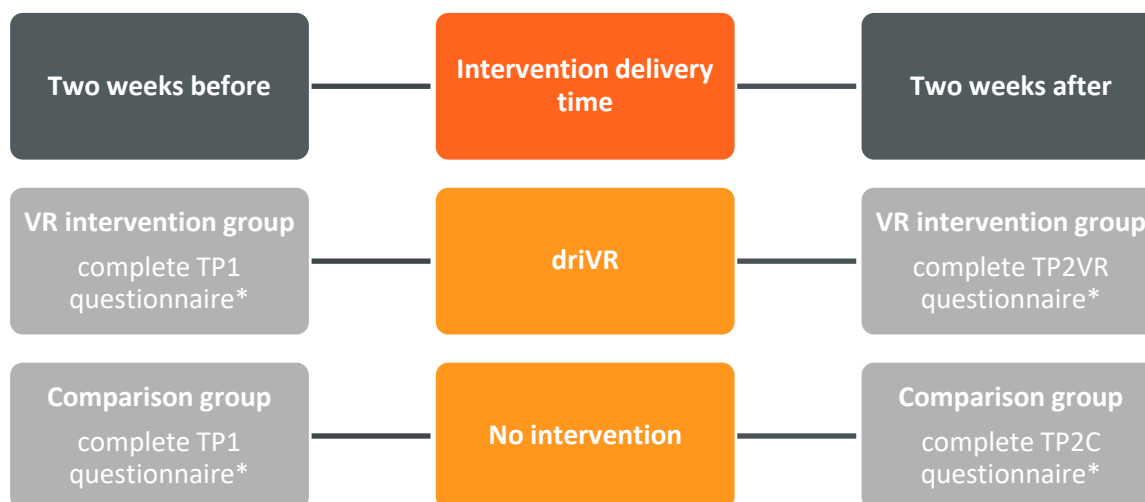 Two weeks before
Intervention delivery
time
Two weeks after
VR intervention group
complete TP1
questionnaire*
driVR
VR intervention group
complete TP2VR
questionnaire*
Comparison group
complete TP1
questionnaire*
No intervention
Comparison group
complete TP2C
questionnaire*